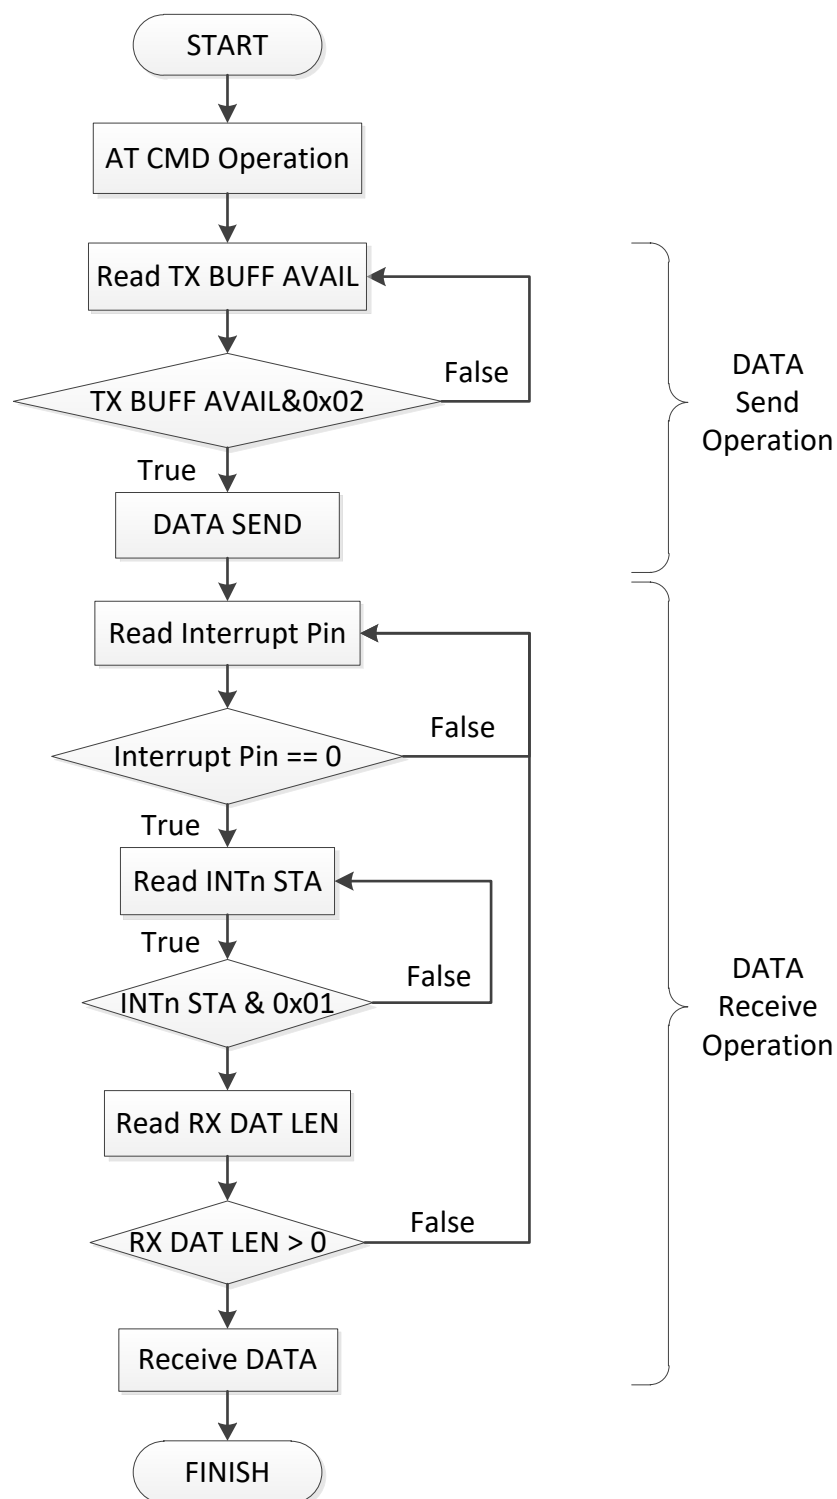 START
AT CMD Operation
Read TX BUFF AVAIL
TX BUFF AVAIL&0x02
False
True
DATA SEND
DATA
Send
Operation
Read Interrupt Pin
Interrupt Pin == 0
False
True
Read INTn STA
True
INTn STA & 0x01
False
Read RX DAT LEN
RX DAT LEN > 0
False
Receive DATA
DATA
Receive
Operation
FINISH